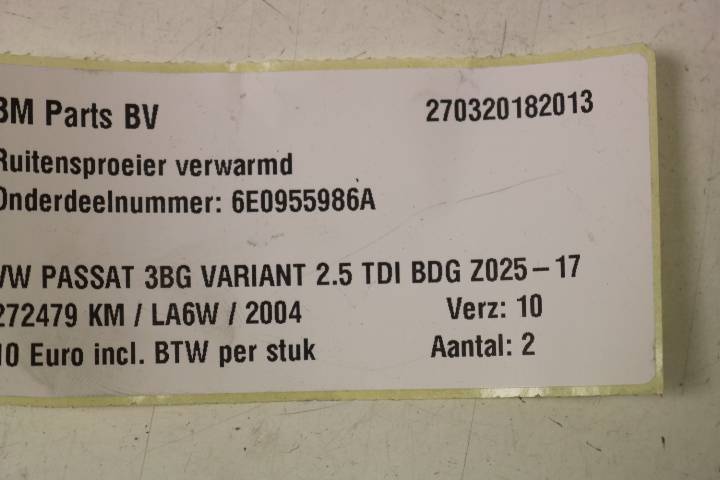 BM Parts BV 270320182013
Ruitensproeier verwarmd
Onderdeelnummer: 6E0955986A
VW PASSAT 3BG VARIANT 2.5 TDI BDG Z025-17
272479 KM / LA6W / 2004 Verz: 10
10 Euro incl. BTW per stuk Aantal: 2